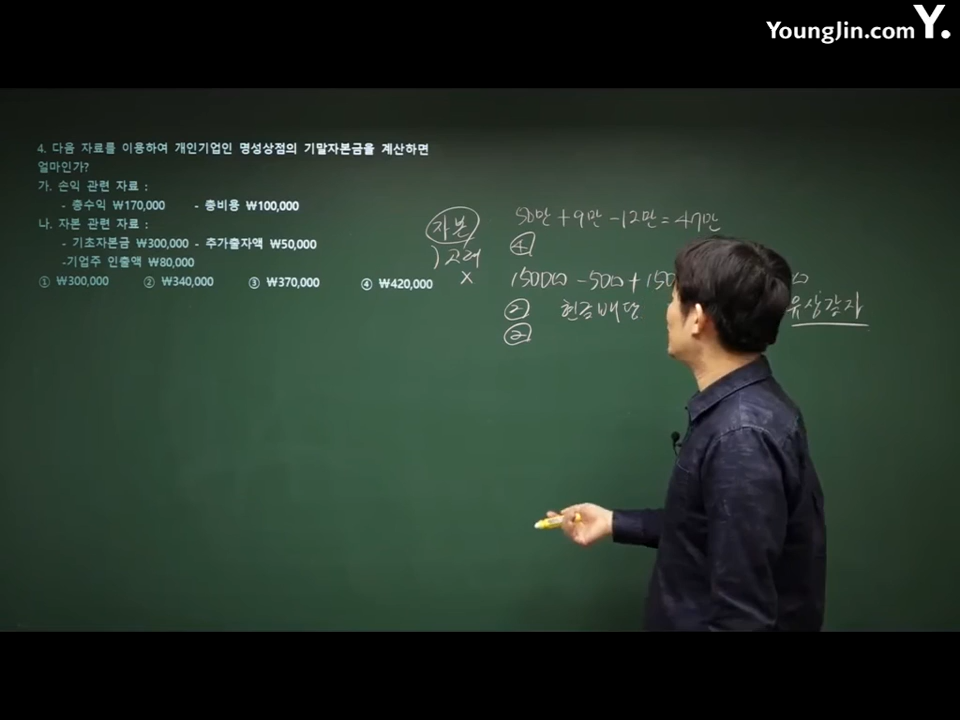 YoungJin.com Y.
4. 다음 자료를 이용하여 개인기업인 명성상점의 기말자본금을 계산하면
얼마인가?
가. 손익 관련 자료 :
- 총수익 ₩170,000 - 총비용 ₩100,000
나. 자본 관련 자료 :
- 기초자본금 ₩300,000 - 추가출자액 ₩50,000
-기업주 인출액 ₩80,000
① ₩300,000 ② ₩340,000 ③ ₩370,000 ④ ₩420,000
자본
고려
X
50만 + 9만 - 12만 = 47만
④
15000 - 500 + 150
② 현금배당 유상감자
②